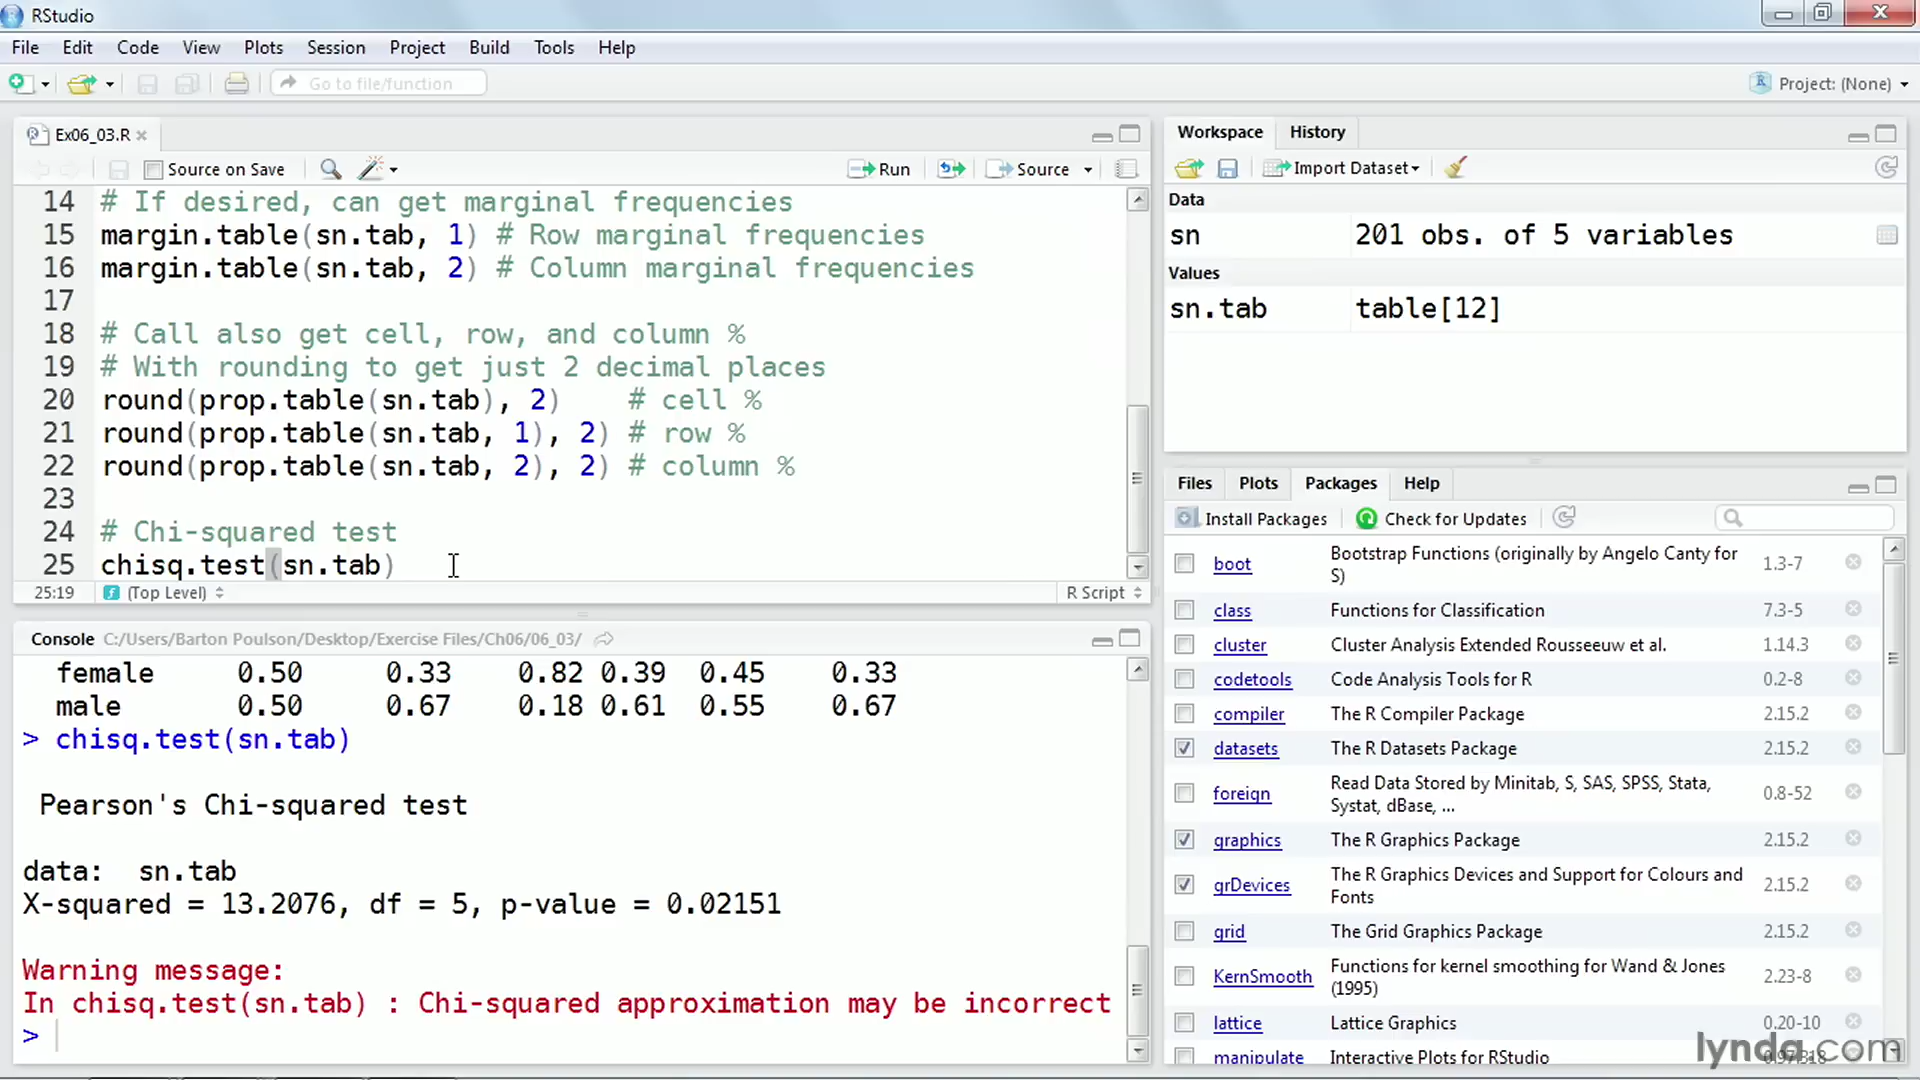 RStudio
File Edit Code View Plots Session Project Build Tools Help
Go to file/function
Project: (None)
Ex06_03.R
Source on Save
Run
Source
14 # If desired, can get marginal frequencies
15 margin.table(sn.tab, 1) # Row marginal frequencies
16 margin.table(sn.tab, 2) # Column marginal frequencies
17
18 # Call also get cell, row, and column %
19 # With rounding to get just 2 decimal places
20 round(prop.table(sn.tab), 2)    # cell %
21 round(prop.table(sn.tab, 1), 2) # row %
22 round(prop.table(sn.tab, 2), 2) # column %
23
24 # Chi-squared test
25 chisq.test(sn.tab)
25:19 (Top Level) R Script
Console C:/Users/Barton Poulson/Desktop/Exercise Files/Ch06/06_03/
female 0.50 0.33 0.82 0.39 0.45 0.33
male 0.50 0.67 0.18 0.61 0.55 0.67
> chisq.test(sn.tab)
Pearson's Chi-squared test
data: sn.tab
X-squared = 13.2076, df = 5, p-value = 0.02151
Warning message:
In chisq.test(sn.tab) : Chi-squared approximation may be incorrect
>
Workspace History
Import Dataset
Data
sn 201 obs. of 5 variables
Values
sn.tab table[12]
Files Plots Packages Help
Install Packages Check for Updates
boot Bootstrap Functions (originally by Angelo Canty for S) 1.3-7
class Functions for Classification 7.3-5
cluster Cluster Analysis Extended Rousseeuw et al. 1.14.3
codetools Code Analysis Tools for R 0.2-8
compiler The R Compiler Package 2.15.2
datasets The R Datasets Package 2.15.2
foreign Read Data Stored by Minitab, S, SAS, SPSS, Stata, Systat, dBase, ... 0.8-52
graphics The R Graphics Package 2.15.2
grDevices The R Graphics Devices and Support for Colours and Fonts 2.15.2
grid The Grid Graphics Package 2.15.2
KernSmooth Functions for kernel smoothing for Wand & Jones (1995) 2.23-8
lattice Lattice Graphics 0.20-10
manipulate Interactive Plots for RStudio
lynda.com